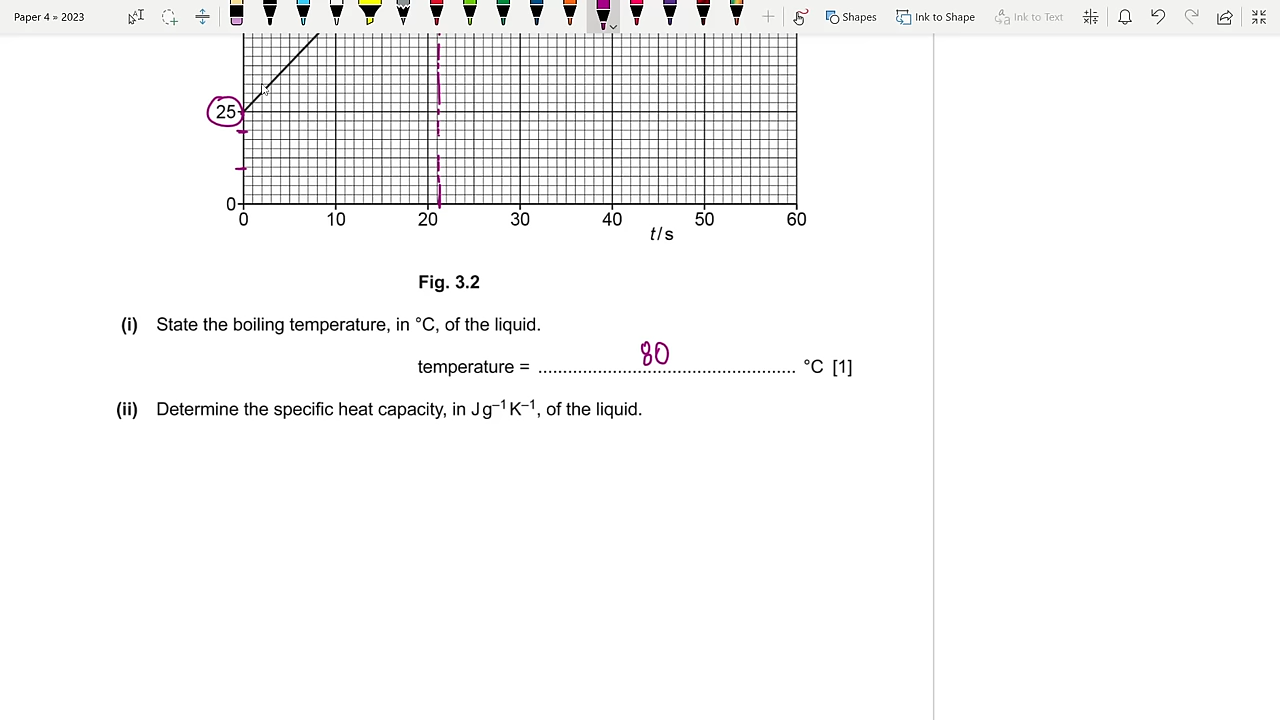 Paper 4 » 2023
Shapes
Ink to Shape
Ink to Text
25
0
0 10 20 30 40 50 60
t/s
Fig. 3.2
(i) State the boiling temperature, in °C, of the liquid.
80
temperature = .................................................... °C [1]
(ii) Determine the specific heat capacity, in J g⁻¹ K⁻¹, of the liquid.